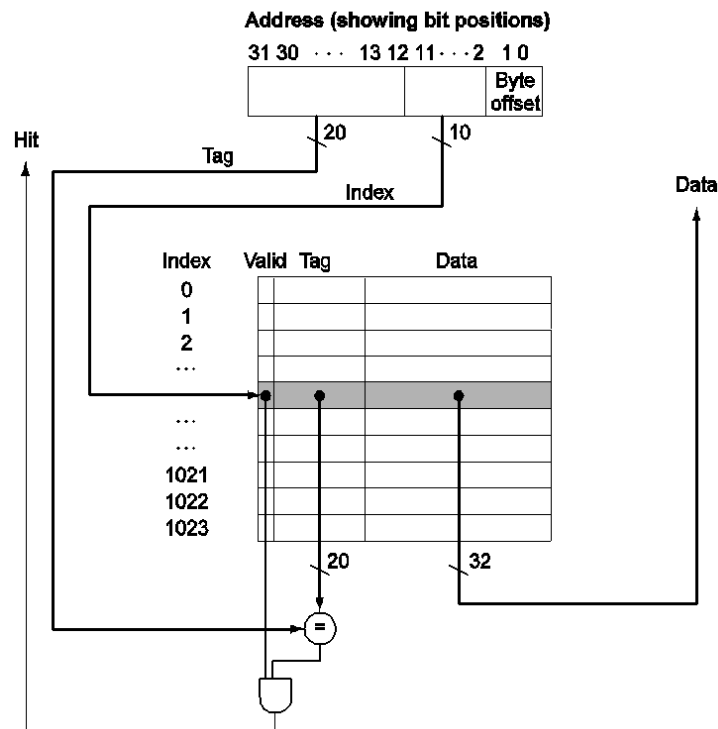 Address (showing bit positions)
31 30 ··· 13 12 11 ··· 2 1 0
Byte
offset
20
10
Hit
Tag
Index
Data
Index Valid Tag Data
0
1
2
...
...
...
1021
1022
1023
20
32
=